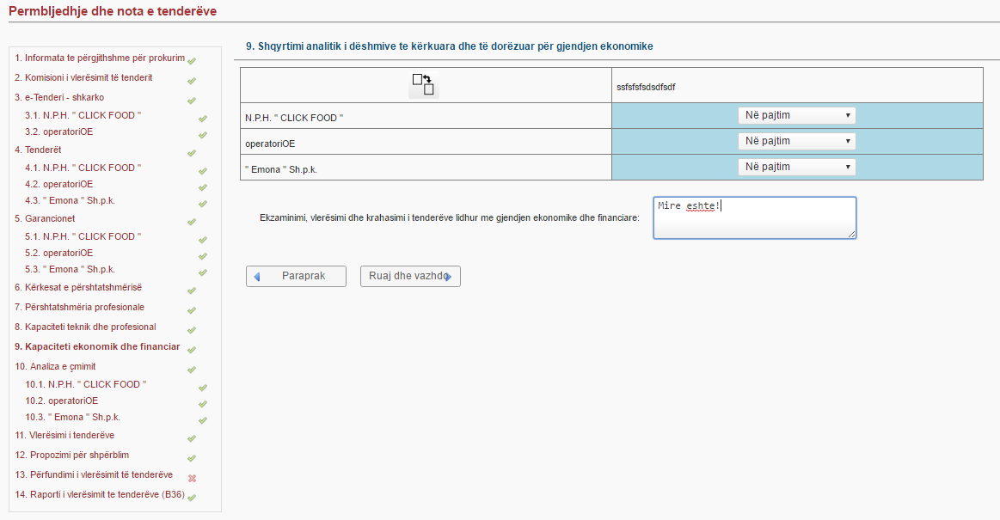 Permbljedhje dhe nota e tenderëve
1. Informata te përgjithshme për prokurim
2. Komisioni i vlerësimit të tenderit
3. e-Tenderi - shkarko
3.1. N.P.H. " CLICK FOOD "
3.2. operatoriOE
4. Tenderët
4.1. N.P.H. " CLICK FOOD "
4.2. operatoriOE
4.3. " Emona " Sh.p.k.
5. Garancionet
5.1. N.P.H. " CLICK FOOD "
5.2. operatoriOE
5.3. " Emona " Sh.p.k.
6. Kërkesat e përshtatshmërisë
7. Përshtatshmëria profesionale
8. Kapaciteti teknik dhe profesional
9. Kapaciteti ekonomik dhe financiar
10. Analiza e çmimit
10.1. N.P.H. " CLICK FOOD "
10.2. operatoriOE
10.3. " Emona " Sh.p.k.
11. Vlerësimi i tenderëve
12. Propozimi për shpërblim
13. Përfundimi i vlerësimit të tenderëve
14. Raporti i vlerësimit te tenderëve (B36)
9. Shqyrtimi analitik i dëshmive te kërkuara dhe të dorëzuar për gjendjen ekonomike
ssfsfsfsdsdfsdf
N.P.H. " CLICK FOOD " Në pajtim
operatoriOE Në pajtim
" Emona " Sh.p.k. Në pajtim
Ekzaminimi, vlerësimi dhe krahasimi i tenderëve lidhur me gjendjen ekonomike dhe financiare: Mire eshte!
Paraprak Ruaj dhe vazhdo